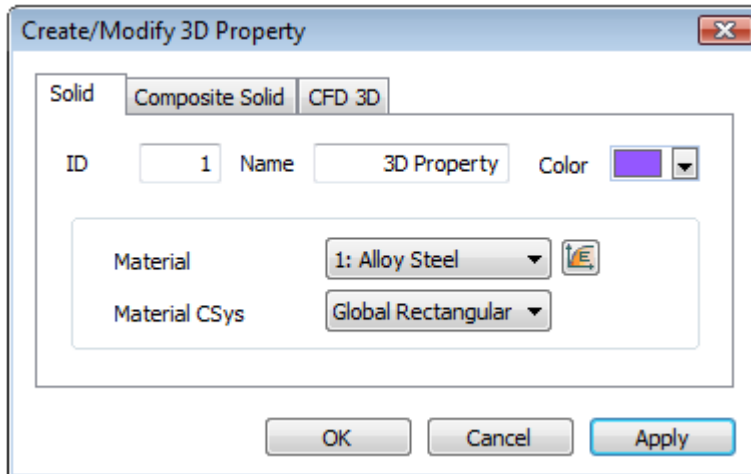 Create/Modify 3D Property
Solid Composite Solid CFD 3D
ID 1 Name 3D Property Color
Material 1: Alloy Steel E
Material CSys Global Rectangular
OK Cancel Apply